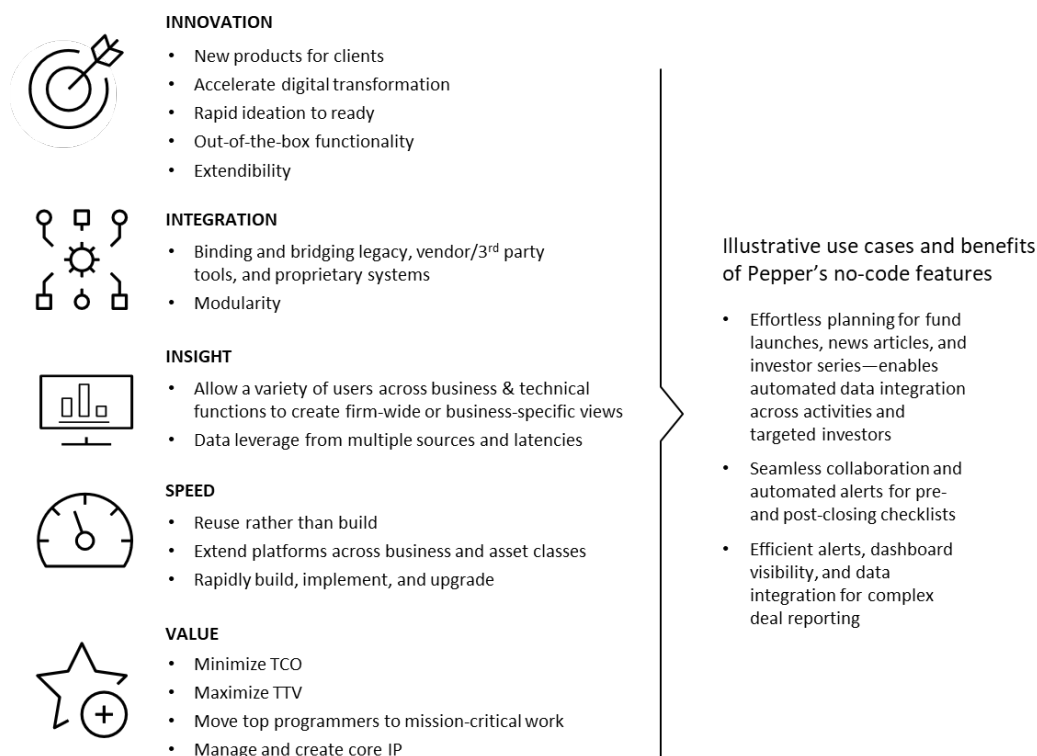 INNOVATION
• New products for clients
• Accelerate digital transformation
• Rapid ideation to ready
• Out-of-the-box functionality
• Extendibility
INTEGRATION
• Binding and bridging legacy, vendor/3rd party
tools, and proprietary systems
• Modularity
INSIGHT
• Allow a variety of users across business & technical
functions to create firm-wide or business-specific views
• Data leverage from multiple sources and latencies
SPEED
• Reuse rather than build
• Extend platforms across business and asset classes
• Rapidly build, implement, and upgrade
VALUE
• Minimize TCO
• Maximize TTV
• Move top programmers to mission-critical work
• Manage and create core IP
Illustrative use cases and benefits
of Pepper’s no-code features
• Effortless planning for fund
launches, news articles, and
investor series—enables
automated data integration
across activities and
targeted investors
• Seamless collaboration and
automated alerts for pre-
and post-closing checklists
• Efficient alerts, dashboard
visibility, and data
integration for complex
deal reporting